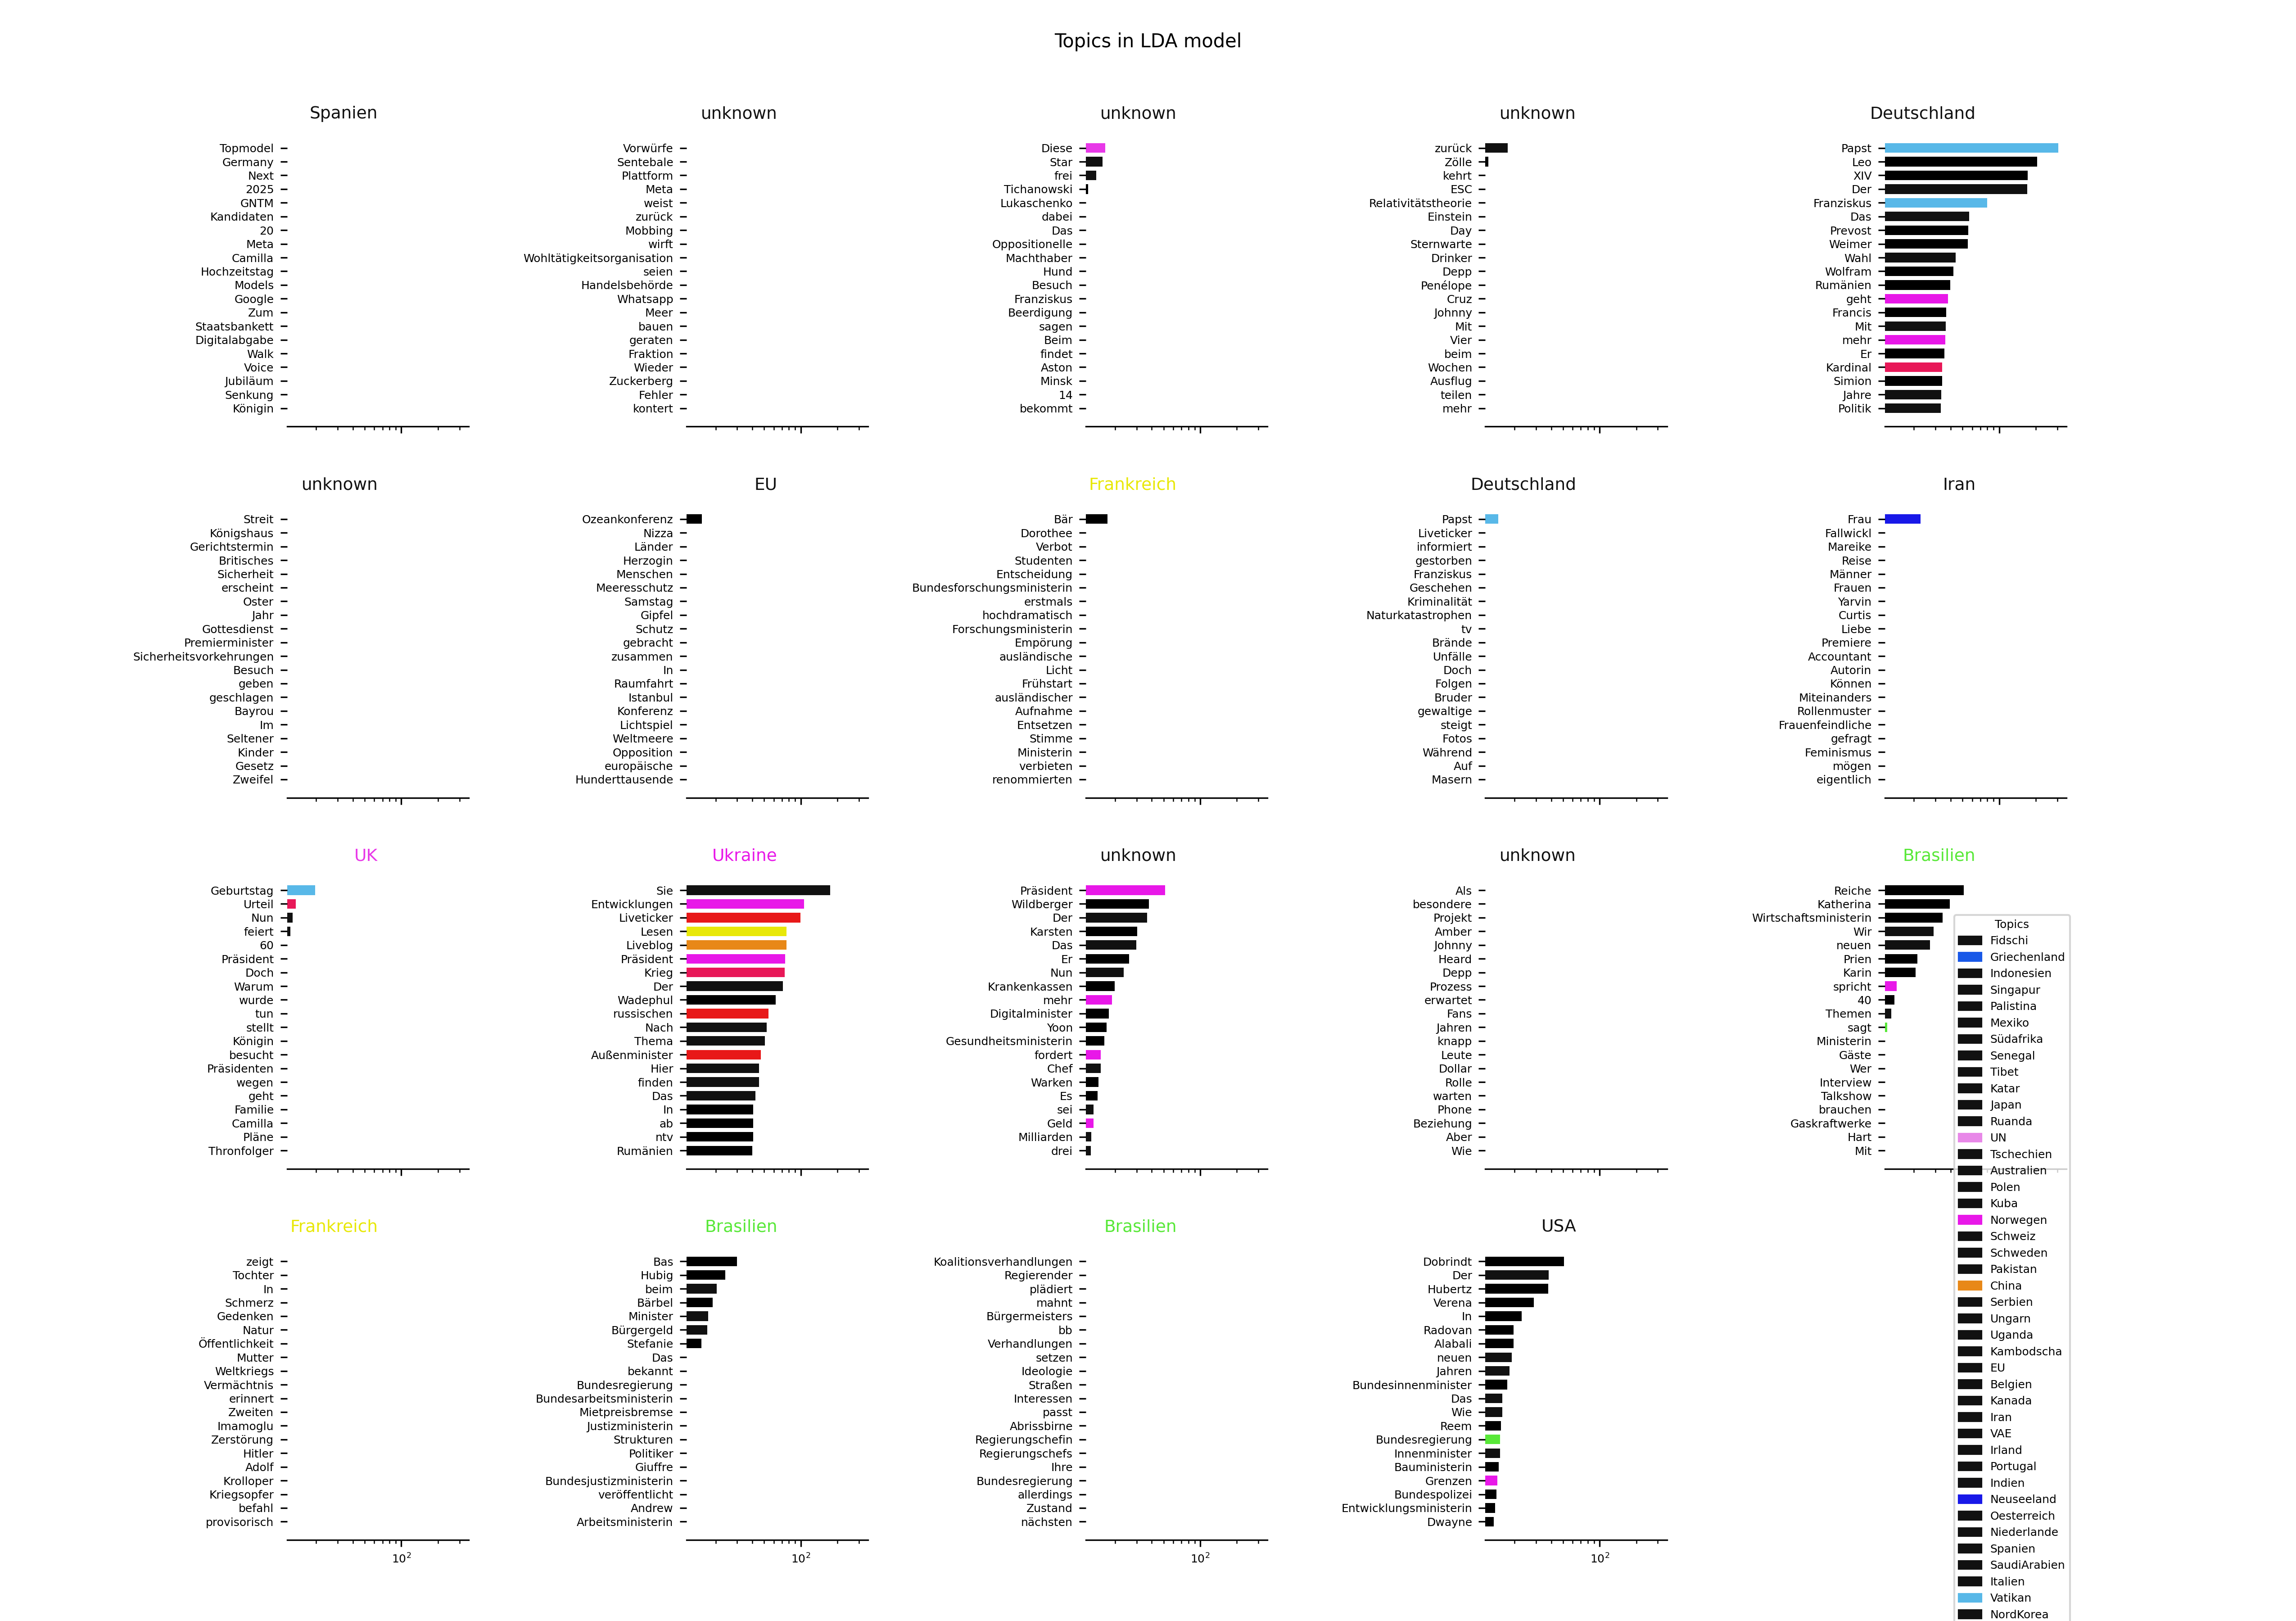 Topics in LDA model
Spanien
Topmodel
Germany
Next
2025
GNTM
Kandidaten
20
Meta
Camilla
Hochzeitstag
Models
Google
Zum
Staatsbankett
Digitalabgabe
Walk
Voice
Jubiläum
Senkung
Königin
unknown
Vorwürfe
Sentebale
Plattform
Meta
weist
zurück
Mobbing
wirft
Wohltätigkeitsorganisation
seien
Handelsbehörde
Whatsapp
Meer
bauen
geraten
Fraktion
Wieder
Zuckerberg
Fehler
kontert
unknown
Diese
Star
frei
Tichanowski
Lukaschenko
dabei
Das
Oppositionelle
Machthaber
Hund
Besuch
Franziskus
Beerdigung
sagen
Beim
findet
Aston
Minsk
14
bekommt
unknown
zurück
Zölle
kehrt
ESC
Relativitätstheorie
Einstein
Day
Sternwarte
Drinker
Depp
Penélope
Cruz
Johnny
Mit
Vier
beim
Wochen
Ausflug
teilen
mehr
Deutschland
Papst
Leo
XIV
Der
Franziskus
Das
Prevost
Weimer
Wahl
Wolfram
Rumänien
geht
Francis
Mit
mehr
Er
Kardinal
Simion
Jahre
Politik
unknown
Streit
Königshaus
Gerichtstermin
Britisches
Sicherheit
erscheint
Oster
Jahr
Gottesdienst
Premierminister
Sicherheitsvorkehrungen
Besuch
geben
geschlagen
Bayrou
Im
Seltener
Kinder
Gesetz
Zweifel
EU
Ozeankonferenz
Nizza
Länder
Herzogin
Menschen
Meeresschutz
Samstag
Gipfel
Schutz
gebracht
zusammen
In
Raumfahrt
Istanbul
Konferenz
Lichtspiel
Weltmeere
Opposition
europäische
Hunderttausende
Frankreich
Bär
Dorothee
Verbot
Studenten
Entscheidung
Bundesforschungsministerin
erstmals
hochdramatisch
Forschungsministerin
Empörung
ausländische
Licht
Frühstart
ausländischer
Aufnahme
Entsetzen
Stimme
Ministerin
verbieten
renommierten
Deutschland
Papst
Liveticker
informiert
gestorben
Franziskus
Geschehen
Kriminalität
Naturkatastrophen
tv
Brände
Unfälle
Doch
Folgen
Bruder
gewaltige
steigt
Fotos
Während
Auf
Masern
Iran
Frau
Fallwickl
Mareike
Reise
Männer
Frauen
Yarvin
Curtis
Liebe
Premiere
Accountant
Autorin
Können
Miteinanders
Rollenmuster
Frauenfeindliche
gefragt
Feminismus
mögen
eigentlich
UK
Geburtstag
Urteil
Nun
feiert
60
Präsident
Doch
Warum
wurde
tun
stellt
Königin
besucht
Präsidenten
wegen
geht
Familie
Camilla
Pläne
Thronfolger
Ukraine
Sie
Entwicklungen
Liveticker
Lesen
Liveblog
Präsident
Krieg
Der
Wadephul
russischen
Nach
Thema
Außenminister
Hier
finden
Das
In
ab
ntv
Rumänien
unknown
Präsident
Wildberger
Der
Karsten
Das
Er
Nun
Krankenkassen
mehr
Digitalminister
Yoon
Gesundheitsministerin
fordert
Chef
Warken
Es
sei
Geld
Milliarden
drei
unknown
Als
besondere
Projekt
Amber
Johnny
Heard
Depp
Prozess
erwartet
Fans
Jahren
knapp
Leute
Dollar
Rolle
warten
Phone
Beziehung
Aber
Wie
Brasilien
Reiche
Katherina
Wirtschaftsministerin
Wir
neuen
Prien
Karin
spricht
40
Themen
sagt
Ministerin
Gäste
Wer
Interview
Talkshow
brauchen
Gaskraftwerke
Hart
Mit
Frankreich
zeigt
Tochter
In
Schmerz
Gedenken
Natur
Öffentlichkeit
Mutter
Weltkriegs
Vermächtnis
erinnert
Zweiten
Imamoglu
Zerstörung
Hitler
Adolf
Krolloper
Kriegsopfer
befahl
provisorisch
10²
Brasilien
Bas
Hubig
beim
Bärbel
Minister
Bürgergeld
Stefanie
Das
bekannt
Bundesregierung
Bundesarbeitsministerin
Mietpreisbremse
Justizministerin
Strukturen
Politiker
Giuffre
Bundesjustizministerin
veröffentlicht
Andrew
Arbeitsministerin
10²
Brasilien
Koalitionsverhandlungen
Regierender
plädiert
mahnt
Bürgermeisters
bb
Verhandlungen
setzen
Ideologie
Straßen
Interessen
passt
Abrissbirne
Regierungschefin
Regierungschefs
Ihre
Bundesregierung
allerdings
Zustand
nächsten
10²
USA
Dobrindt
Der
Hubertz
Verena
In
Radovan
Alabali
neuen
Jahren
Bundesinnenminister
Das
Wie
Reem
Bundesregierung
Innenminister
Bauministerin
Grenzen
Bundespolizei
Entwicklungsministerin
Dwayne
10²
Topics
Fidschi
Griechenland
Indonesien
Singapur
Palistina
Mexiko
Südafrika
Senegal
Tibet
Katar
Japan
Ruanda
UN
Tschechien
Australien
Polen
Kuba
Norwegen
Schweiz
Schweden
Pakistan
China
Serbien
Ungarn
Uganda
Kambodscha
EU
Belgien
Kanada
Iran
VAE
Irland
Portugal
Indien
Neuseeland
Oesterreich
Niederlande
Spanien
SaudiArabien
Italien
Vatikan
NordKorea